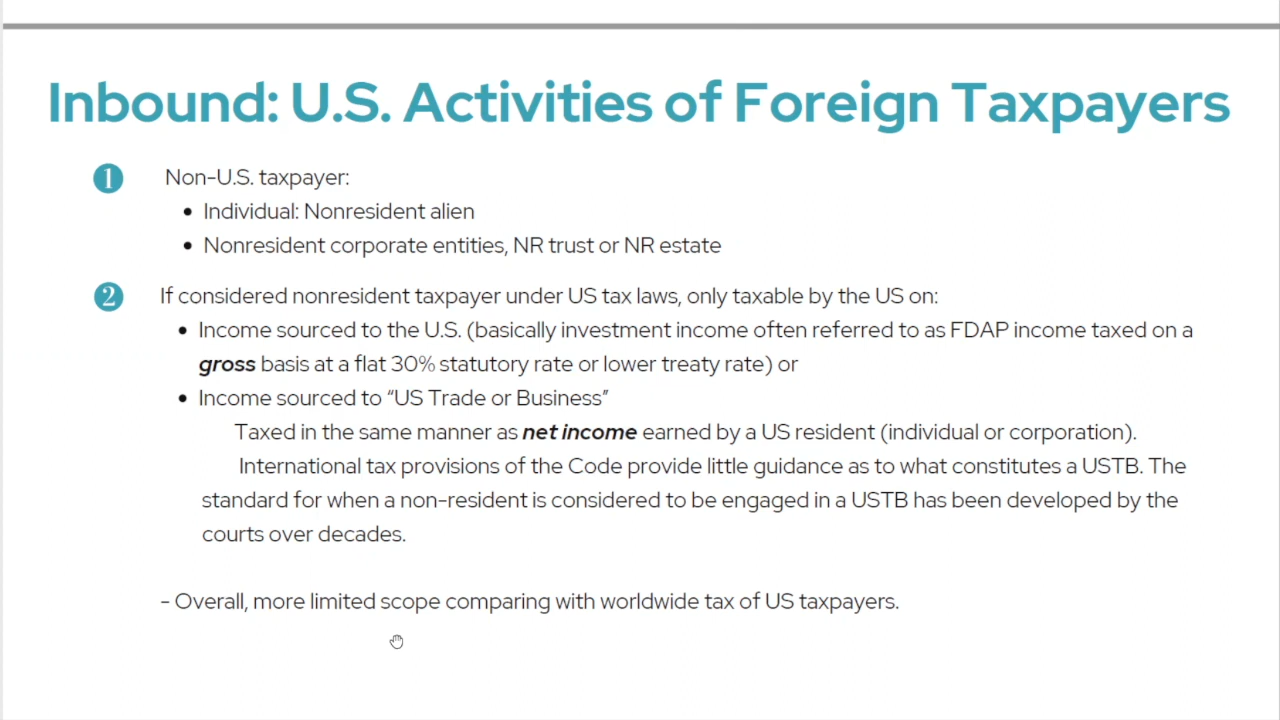 Inbound: U.S. Activities of Foreign Taxpayers
1 Non-U.S. taxpayer:
• Individual: Nonresident alien
• Nonresident corporate entities, NR trust or NR estate
2 If considered nonresident taxpayer under US tax laws, only taxable by the US on:
• Income sourced to the U.S. (basically investment income often referred to as FDAP income taxed on a
gross basis at a flat 30% statutory rate or lower treaty rate) or
• Income sourced to “US Trade or Business”
Taxed in the same manner as net income earned by a US resident (individual or corporation).
International tax provisions of the Code provide little guidance as to what constitutes a USTB. The
standard for when a non-resident is considered to be engaged in a USTB has been developed by the
courts over decades.
- Overall, more limited scope comparing with worldwide tax of US taxpayers.